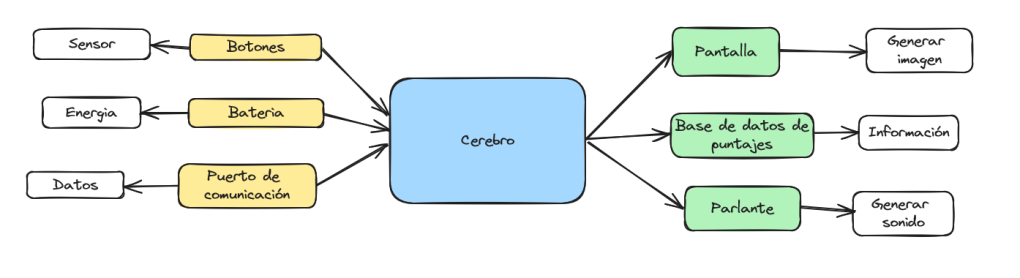 Sensor
Botones
Energia
Bateria
Datos
Puerto de
comunicación
Cerebro
Pantalla
Generar
imagen
Base de datos de
puntajes
Información
Parlante
Generar
sonido